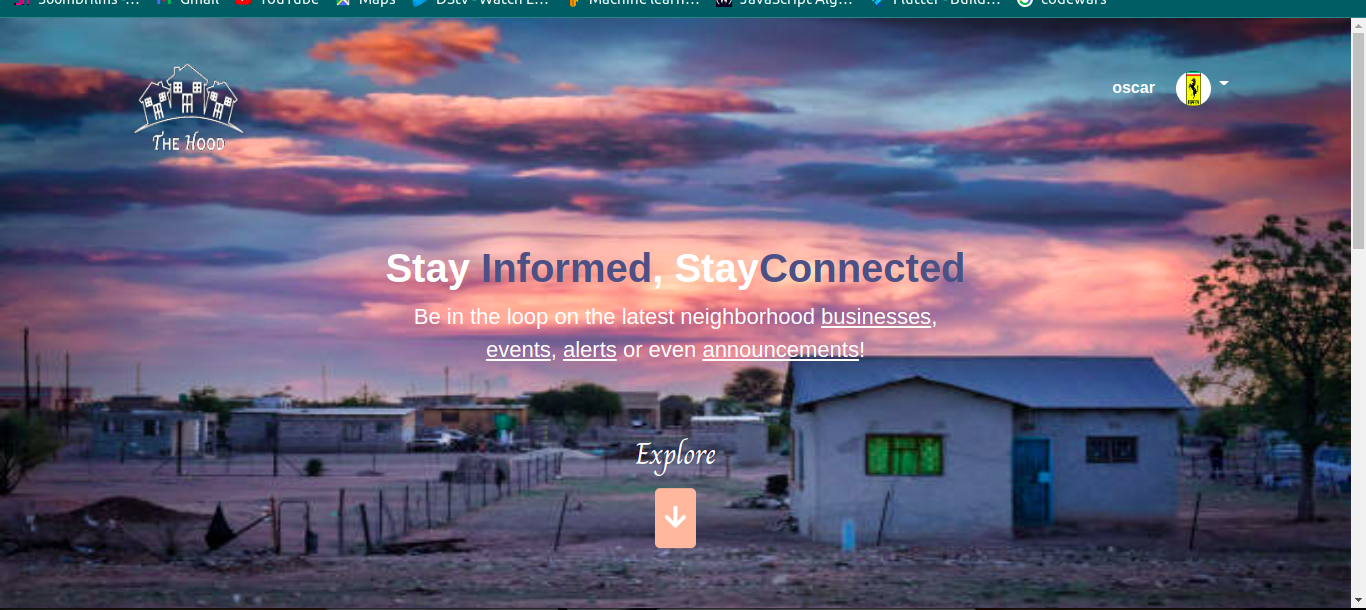 Gmail
YouTube
Maps
DStv - Watch E...
Machine learn...
JavaScript Alg...
Flutter - Build...
codewars
THE HOOD
oscar
Stay Informed, StayConnected
Be in the loop on the latest neighborhood businesses,
events, alerts or even announcements!
Explore